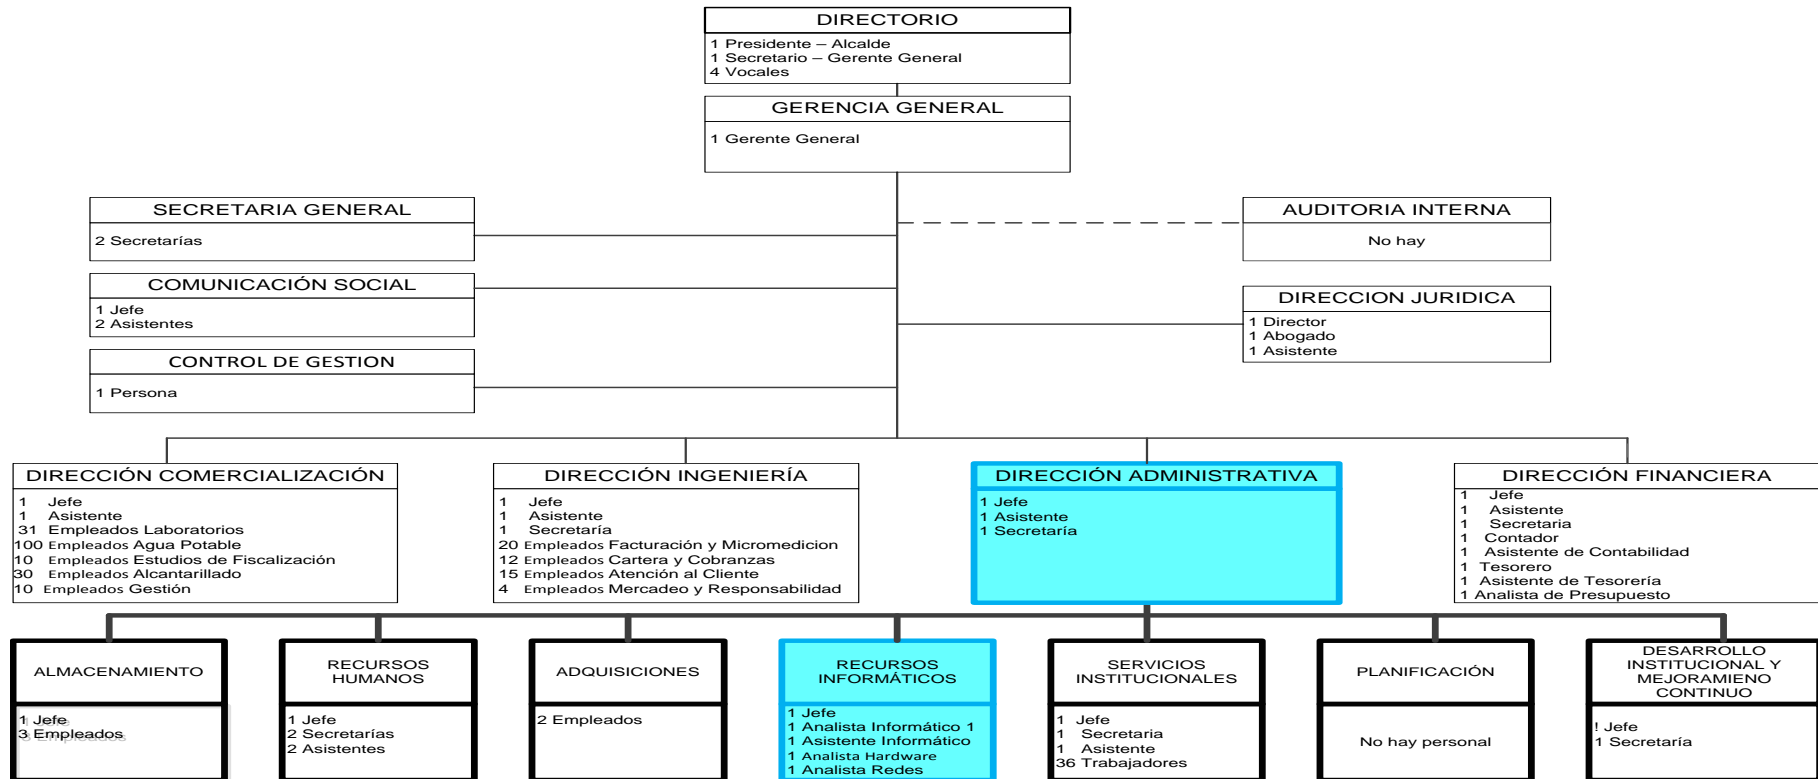 DIRECTORIO
1 Presidente – Alcalde
1 Secretario – Gerente General
4 Vocales
GERENCIA GENERAL
1 Gerente General
SECRETARIA GENERAL
2 Secretarías
AUDITORIA INTERNA
No hay
COMUNICACIÓN SOCIAL
1 Jefe
2 Asistentes
DIRECCION JURIDICA
1 Director
1 Abogado
1 Asistente
CONTROL DE GESTION
1 Persona
DIRECCIÓN COMERCIALIZACIÓN
1 Jefe
1 Asistente
31 Empleados Laboratorios
100 Empleados Agua Potable
10 Empleados Estudios de Fiscalización
30 Empleados Alcantarillado
10 Empleados Gestión
DIRECCIÓN INGENIERÍA
1 Jefe
1 Asistente
1 Secretaría
20 Empleados Facturación y Micromedicion
12 Empleados Cartera y Cobranzas
15 Empleados Atención al Cliente
4 Empleados Mercadeo y Responsabilidad
DIRECCIÓN ADMINISTRATIVA
1 Jefe
1 Asistente
1 Secretaría
DIRECCIÓN FINANCIERA
1 Jefe
1 Asistente
1 Secretaria
1 Contador
1 Asistente de Contabilidad
1 Tesorero
1 Asistente de Tesorería
1 Analista de Presupuesto
ALMACENAMIENTO
1 Jefe
3 Empleados
RECURSOS
HUMANOS
1 Jefe
2 Secretarías
2 Asistentes
ADQUISICIONES
2 Empleados
RECURSOS
INFORMÁTICOS
1 Jefe
1 Analista Informático 1
1 Asistente Informático
1 Analista Hardware
1 Analista Redes
SERVICIOS
INSTITUCIONALES
1 Jefe
1 Secretaria
1 Asistente
36 Trabajadores
PLANIFICACIÓN
No hay personal
DESARROLLO
INSTITUCIONAL Y
MEJORAMIENO
CONTINUO
! Jefe
1 Secretaría